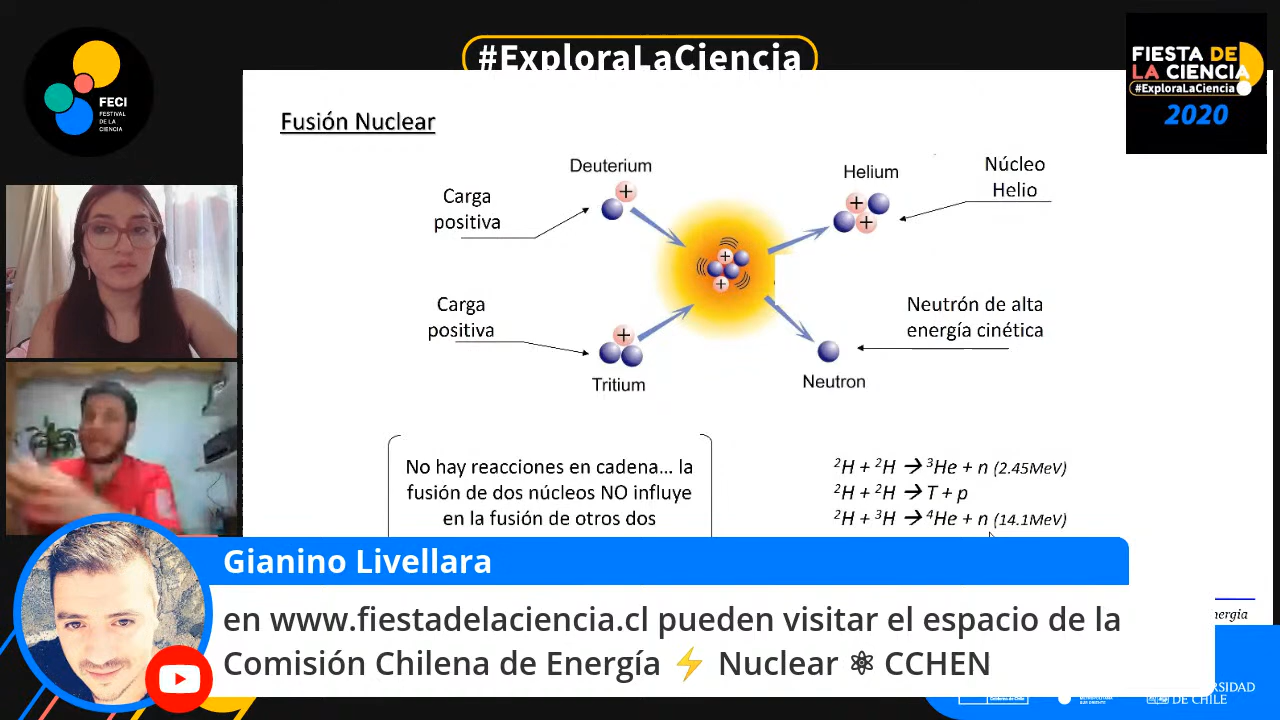 #ExploraLaCiencia
FECI
FESTIVAL
DE LA
CIENCIA
FIESTA DE
LA CIENCIA
#ExploraLaCiencia
2020
Fusión Nuclear
Deuterium
Carga
positiva
Helium
Núcleo
Helio
Carga
positiva
Tritium
Neutrón de alta
energía cinética
Neutron
No hay reacciones en cadena... la
fusión de dos núcleos NO influye
en la fusión de otros dos
²H + ²H → ³He + n (2.45MeV)
²H + ²H → T + p
²H + ³H → ⁴He + n (14.1MeV)
Gianino Livellara
en www.fiestadelaciencia.cl pueden visitar el espacio de la
Comisión Chilena de Energía ⚡ Nuclear ⚛ CCHEN
DE CHILE